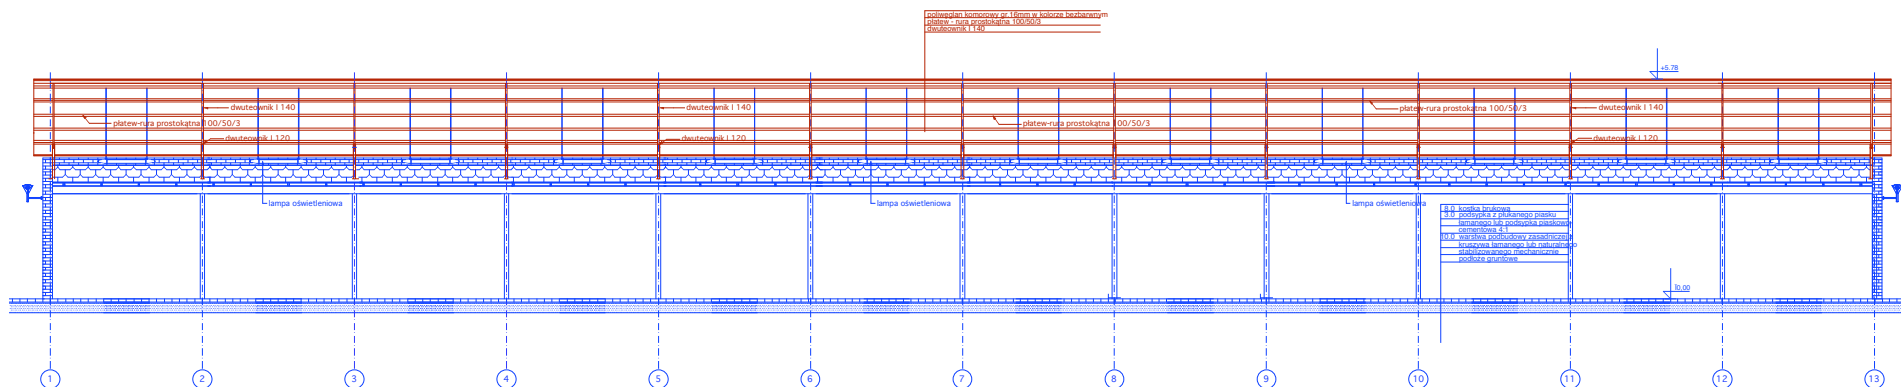 poliwęglan komorowy gr.16mm w kolorze bezbarwnym
płatew - rura prostokątna 100/50/3
dwuteownik I 140
+5.78
dwuteownik I 140
dwuteownik I 140
płatew-rura prostokątna 100/50/3
dwuteownik I 140
płatew-rura prostokątna 100/50/3
płatew-rura prostokątna 100/50/3
dwuteownik I 120
dwuteownik I 120
dwuteownik I 120
lampa oświetleniowa
lampa oświetleniowa
lampa oświetleniowa
8.0 kostka brukowa
3.0 podsypka z płukanego piasku
łamanego lub podsypka piaskowo
cementowa 4:1
10.0 warstwa podbudowy zasadniczej
kruszywa łamanego lub naturalnego
stabilizowanego mechanicznie
podłoże gruntowe
0,00
1 2 3 4 5 6 7 8 9 10 11 12 13